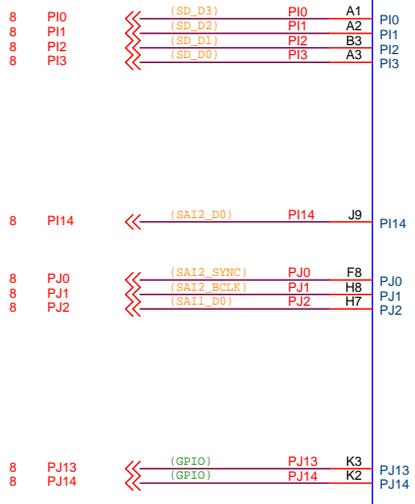 8 PI0 (SD_D3) PI0 A1 PI0
8 PI1 (SD_D2) PI1 A2 PI1
8 PI2 (SD_D1) PI2 B3 PI2
8 PI3 (SD_D0) PI3 A3 PI3
8 PI14 (SAI2_D0) PI14 J9 PI14
8 PJ0 (SAI2_SYNC) PJ0 F8 PJ0
8 PJ1 (SAI2_BCLK) PJ1 H8 PJ1
8 PJ2 (SAI1_D0) PJ2 H7 PJ2
8 PJ13 (GPIO) PJ13 K3 PJ13
8 PJ14 (GPIO) PJ14 K2 PJ14